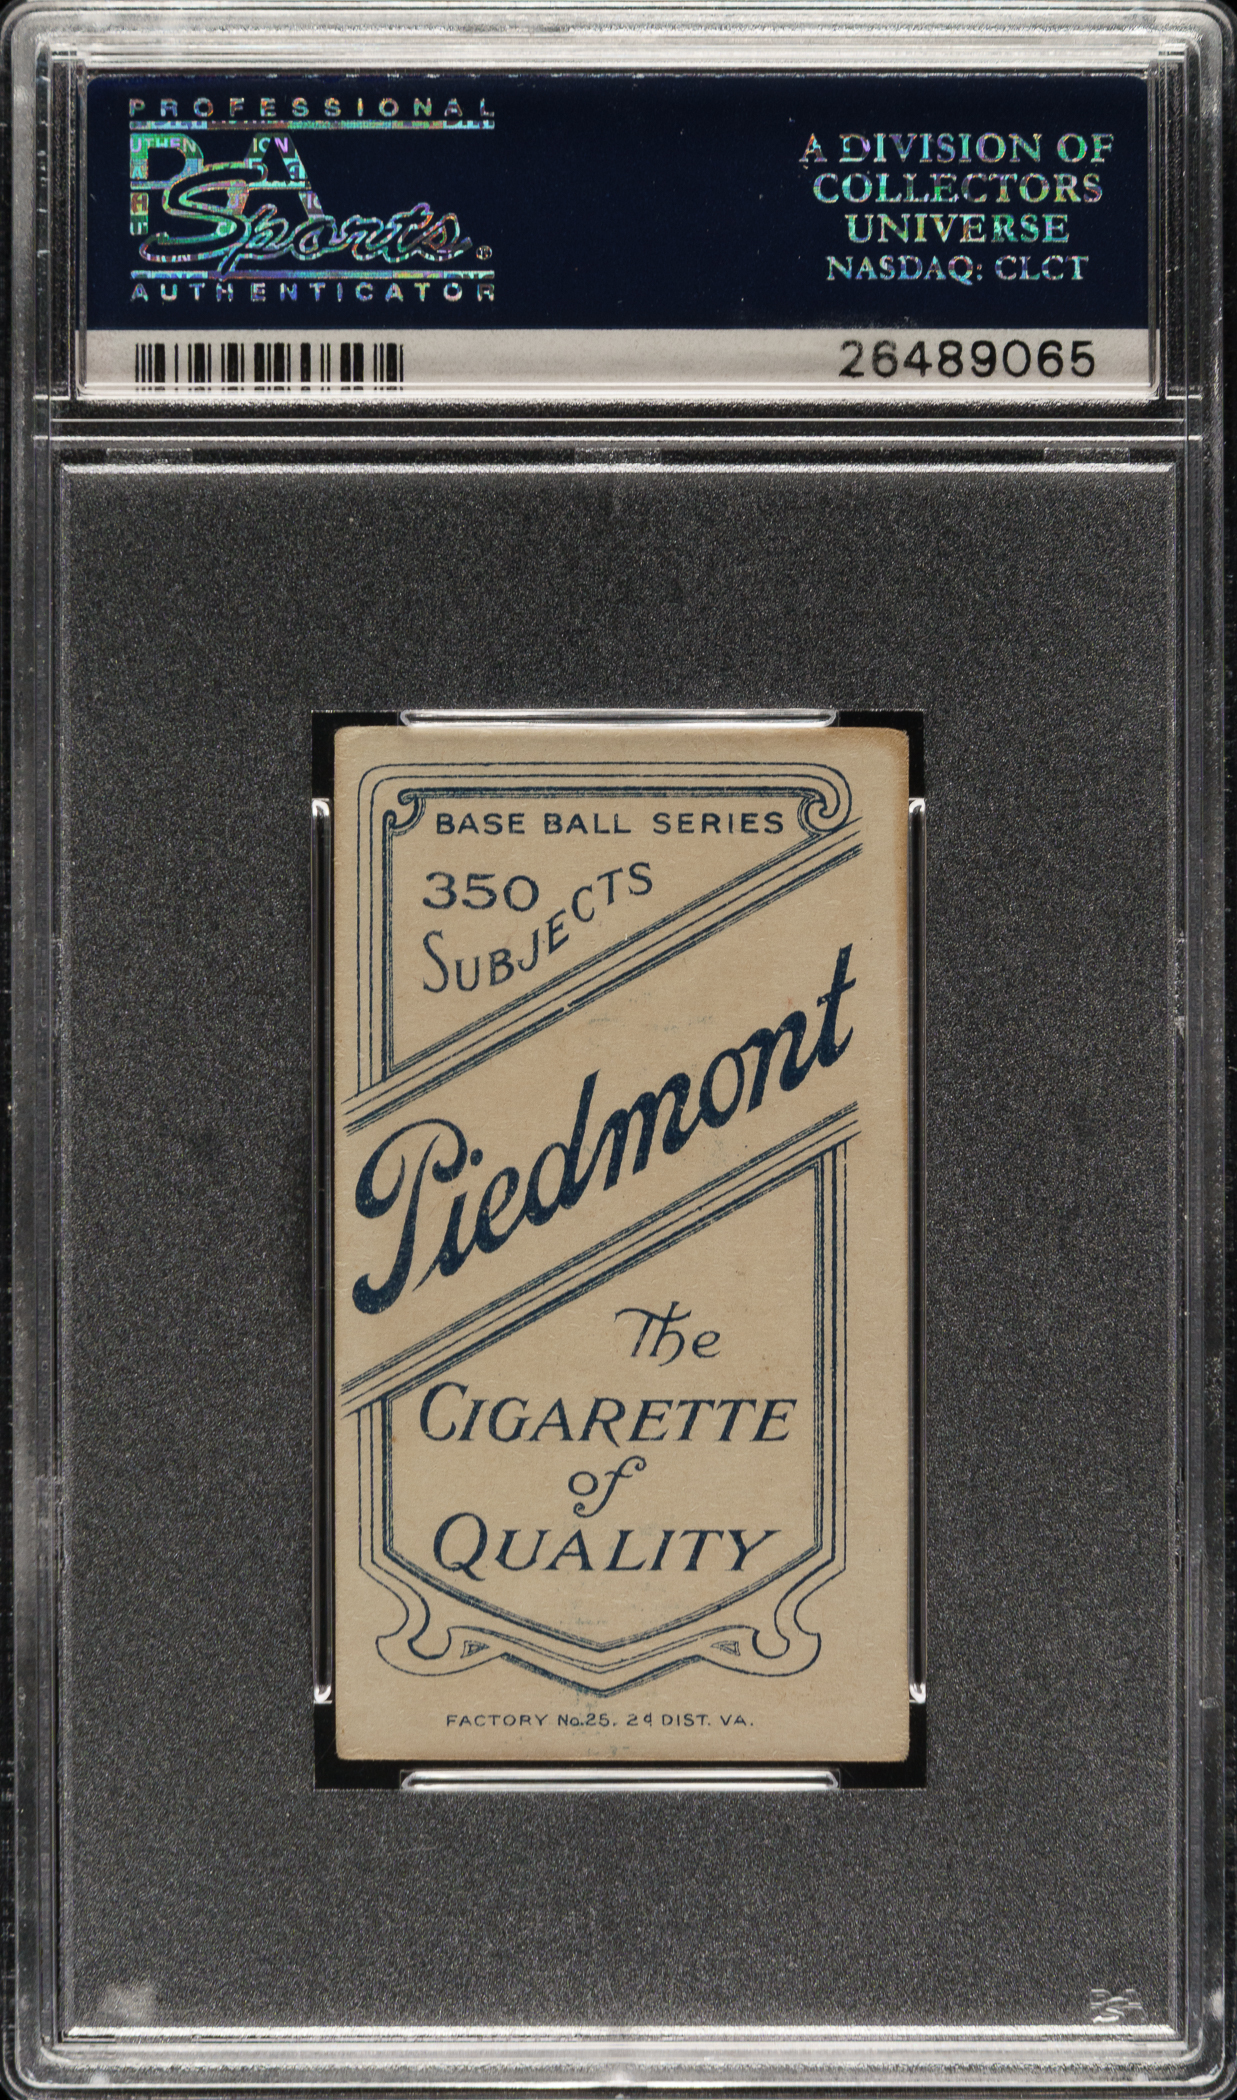 PROFESSIONAL
PSA
Sports®
AUTHENTICATOR
A DIVISION OF
COLLECTORS
UNIVERSE
NASDAQ: CLCT
26489065
BASE BALL SERIES
350
SUBJECTS
Piedmont
The
CIGARETTE
of
QUALITY
FACTORY No.25. 2d DIST. VA.
PSA